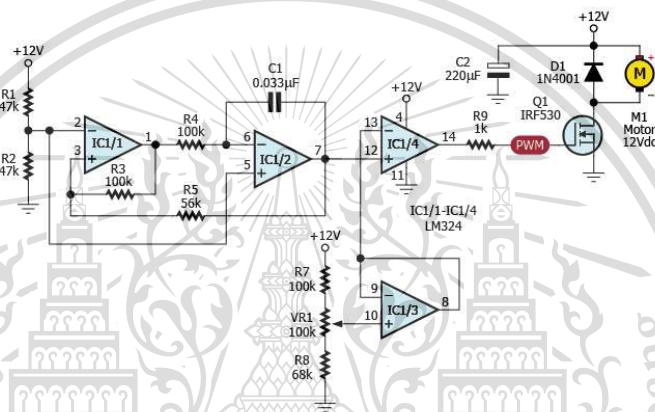 +12V
R1
47k
R2
47k
2
3
1
IC1/1
R3
100k
R4
100k
R5
56k
C1
0.033µF
6
5
7
IC1/2
+12V
R7
100k
VR1
100k
R8
68k
+12V
13
12
4
11
14
IC1/4
IC1/1-IC1/4
LM324
9
10
8
IC1/3
R9
1k
PWM
C2
220µF
+12V
D1
1N4001
Q1
IRF530
M
+
M1
Motor
12Vdc